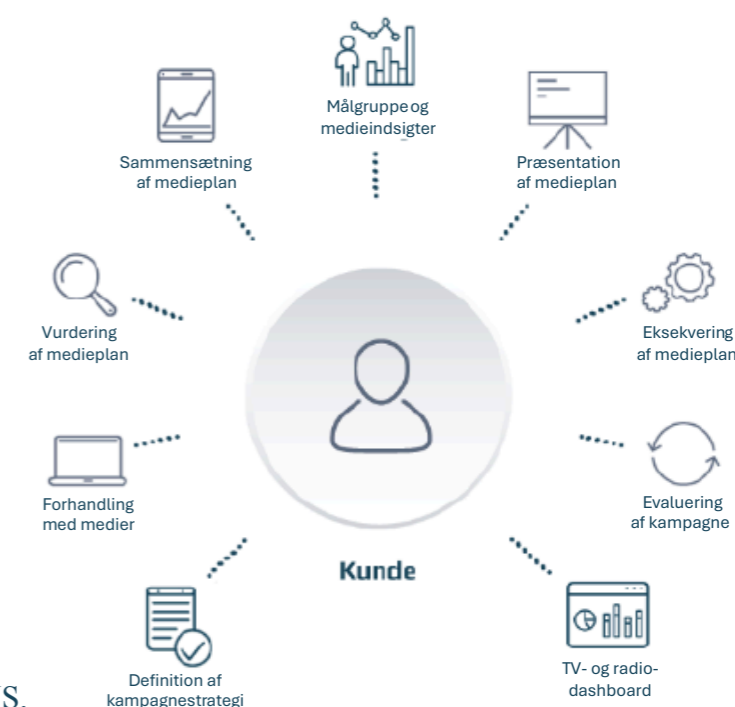 Målgruppe og
medieindsigter
Sammensætning
af medieplan
Præsentation
af medieplan
Vurdering
af medieplan
Eksekvering
af medieplan
Forhandling
med medier
Evaluering
af kampagne
Kunde
Definition af
kampagnestrategi
TV- og radio-
dashboard